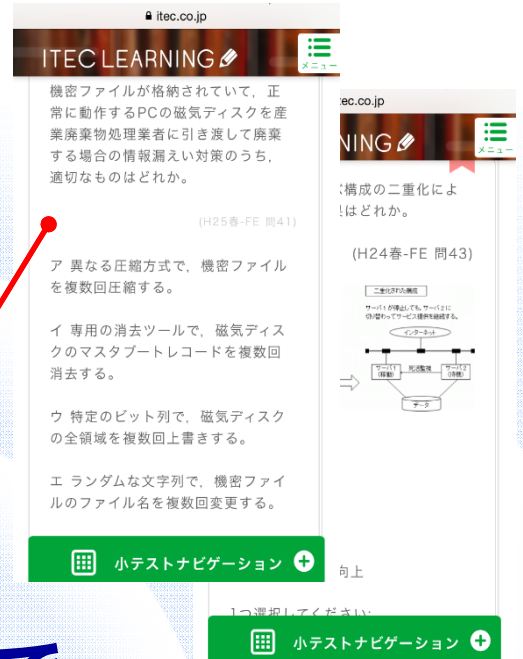 itec.co.jp
ITEC LEARNING
メニュー
機密ファイルが格納されていて，正
常に動作するPCの磁気ディスクを産
業廃棄物処理業者に引き渡して廃棄
する場合の情報漏えい対策のうち，
適切なものはどれか。
(H25春-FE 問41)
ア 異なる圧縮方式で，機密ファイル
を複数回圧縮する。
イ 専用の消去ツールで，磁気ディス
クのマスタブートレコードを複数回
消去する。
ウ 特定のビット列で，磁気ディスク
の全領域を複数回上書きする。
エ ランダムな文字列で，機密ファイ
ルのファイル名を複数回変更する。
小テストナビゲーション
tec.co.jp
NING
メニュー
構成の二重化によ
はどれか。
(H24春-FE 問43)
二重化された構成
サーバ1が停止しても，サーバ2に
切り替わってサービス提供を継続する。
インターネット
サーバ1
(稼動)
死活監視
サーバ2
(待機)
データ
向上
1つ選択してください:
小テストナビゲーション